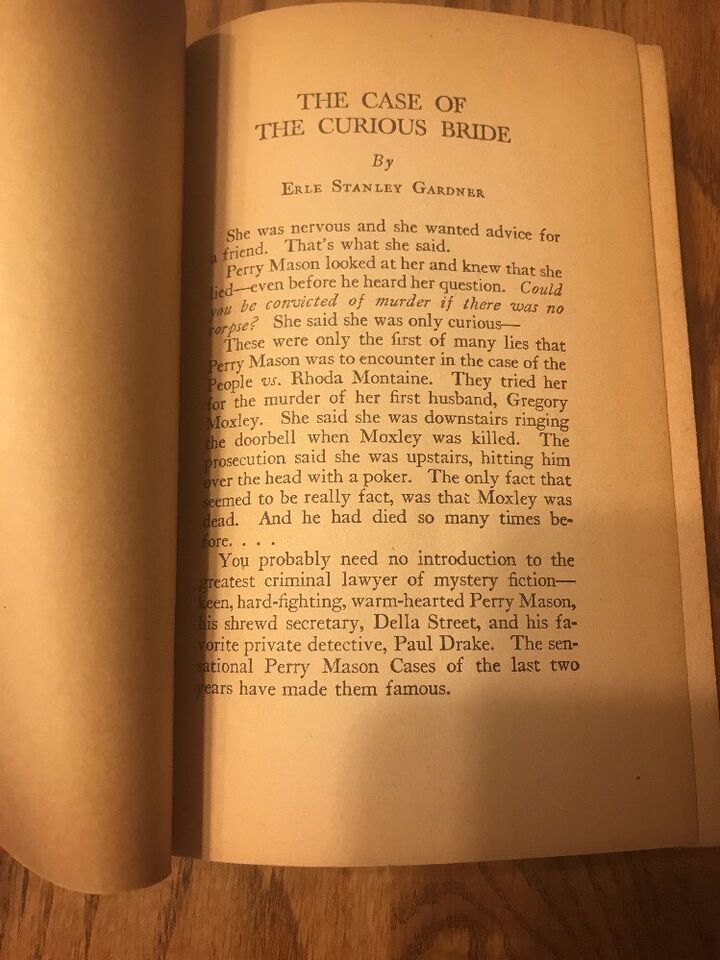 THE CASE OF
THE CURIOUS BRIDE
By
ERLE STANLEY GARDNER
She was nervous and she wanted advice for
a friend. That's what she said.
Perry Mason looked at her and knew that she
lied—even before he heard her question. Could
you be convicted of murder if there was no
corpse? She said she was only curious—
These were only the first of many lies that
Perry Mason was to encounter in the case of the
People vs. Rhoda Montaine. They tried her
for the murder of her first husband, Gregory
Moxley. She said she was downstairs ringing
the doorbell when Moxley was killed. The
prosecution said she was upstairs, hitting him
over the head with a poker. The only fact that
seemed to be really fact, was that Moxley was
dead. And he had died so many times be-
fore. . . .
You probably need no introduction to the
greatest criminal lawyer of mystery fiction—
keen, hard-fighting, warm-hearted Perry Mason,
his shrewd secretary, Della Street, and his fa-
vorite private detective, Paul Drake. The sen-
sational Perry Mason Cases of the last two
years have made them famous.